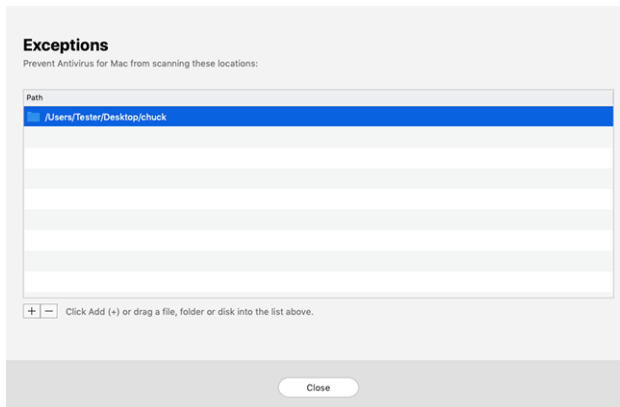 Exceptions
Prevent Antivirus for Mac from scanning these locations:
Path
/Users/Tester/Desktop/chuck
+ − Click Add (+) or drag a file, folder or disk into the list above.
Close